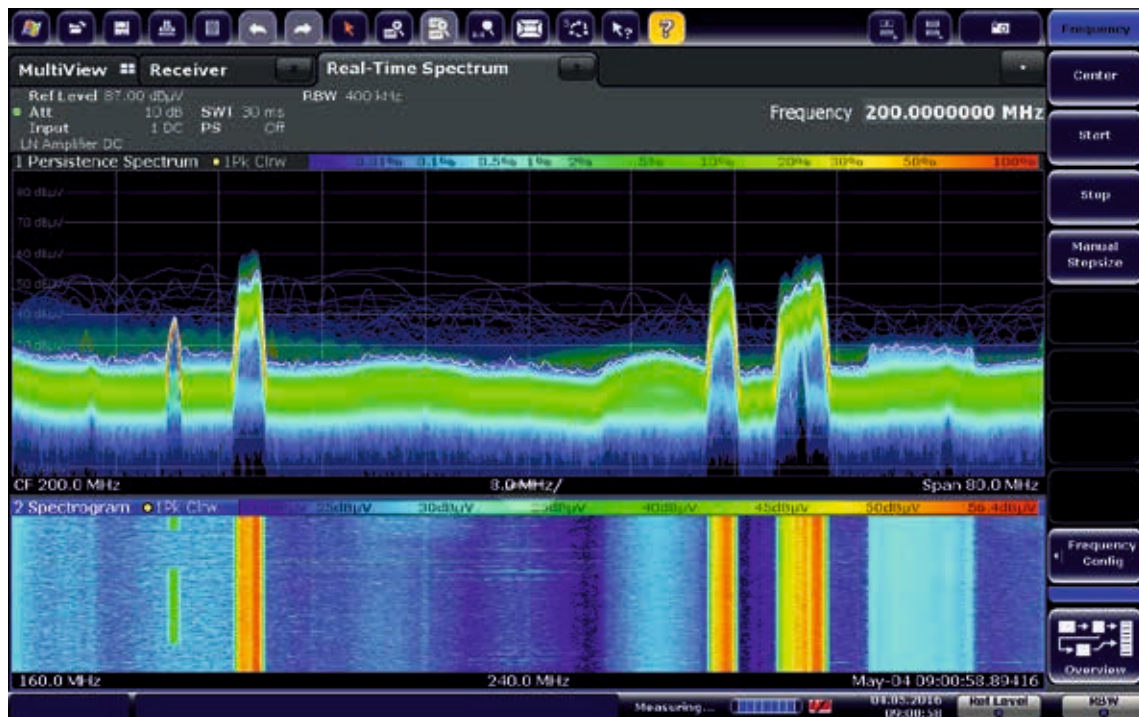 Frequency
MultiView Receiver Real-Time Spectrum
Center
Ref Level 87.00 dBµV RBW 400 kHz
Att 10 dB SWT 30 ms
Frequency 200.0000000 MHz
Input 1 DC PS Off
LN Amplifier DC
Start
1 Persistence Spectrum 1Pk Clrw 0.01% 0.1% 0.5% 1% 2% 5% 10% 20% 30% 50% 100%
80 dBµV
Stop
70 dBµV
60 dBµV
Manual
Stepsize
50 dBµV
40 dBµV
CF 200.0 MHz 8.0 MHz/ Span 80.0 MHz
2 Spectrogram 1Pk Clrw 25dBµV 30dBµV 35dBµV 40dBµV 45dBµV 50dBµV 56.4dBµV
Frequency
Config
Overview
160.0 MHz 240.0 MHz May-04 09:00:58.89416
Measuring... 04.05.2016 Ref Level RBW
09:00:58